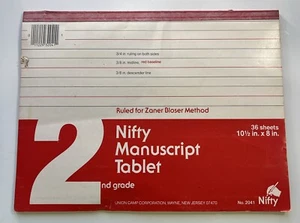 3/4 in. ruling on both sides
3/8 in. midline, red baseline
3/8 in. descender line
Ruled for Zaner Bloser Method
36 sheets
10½ in. x 8 in.
2
nd grade
Nifty
Manuscript
Tablet
UNION CAMP CORPORATION, WAYNE, NEW JERSEY 07470
No. 2041
Nifty